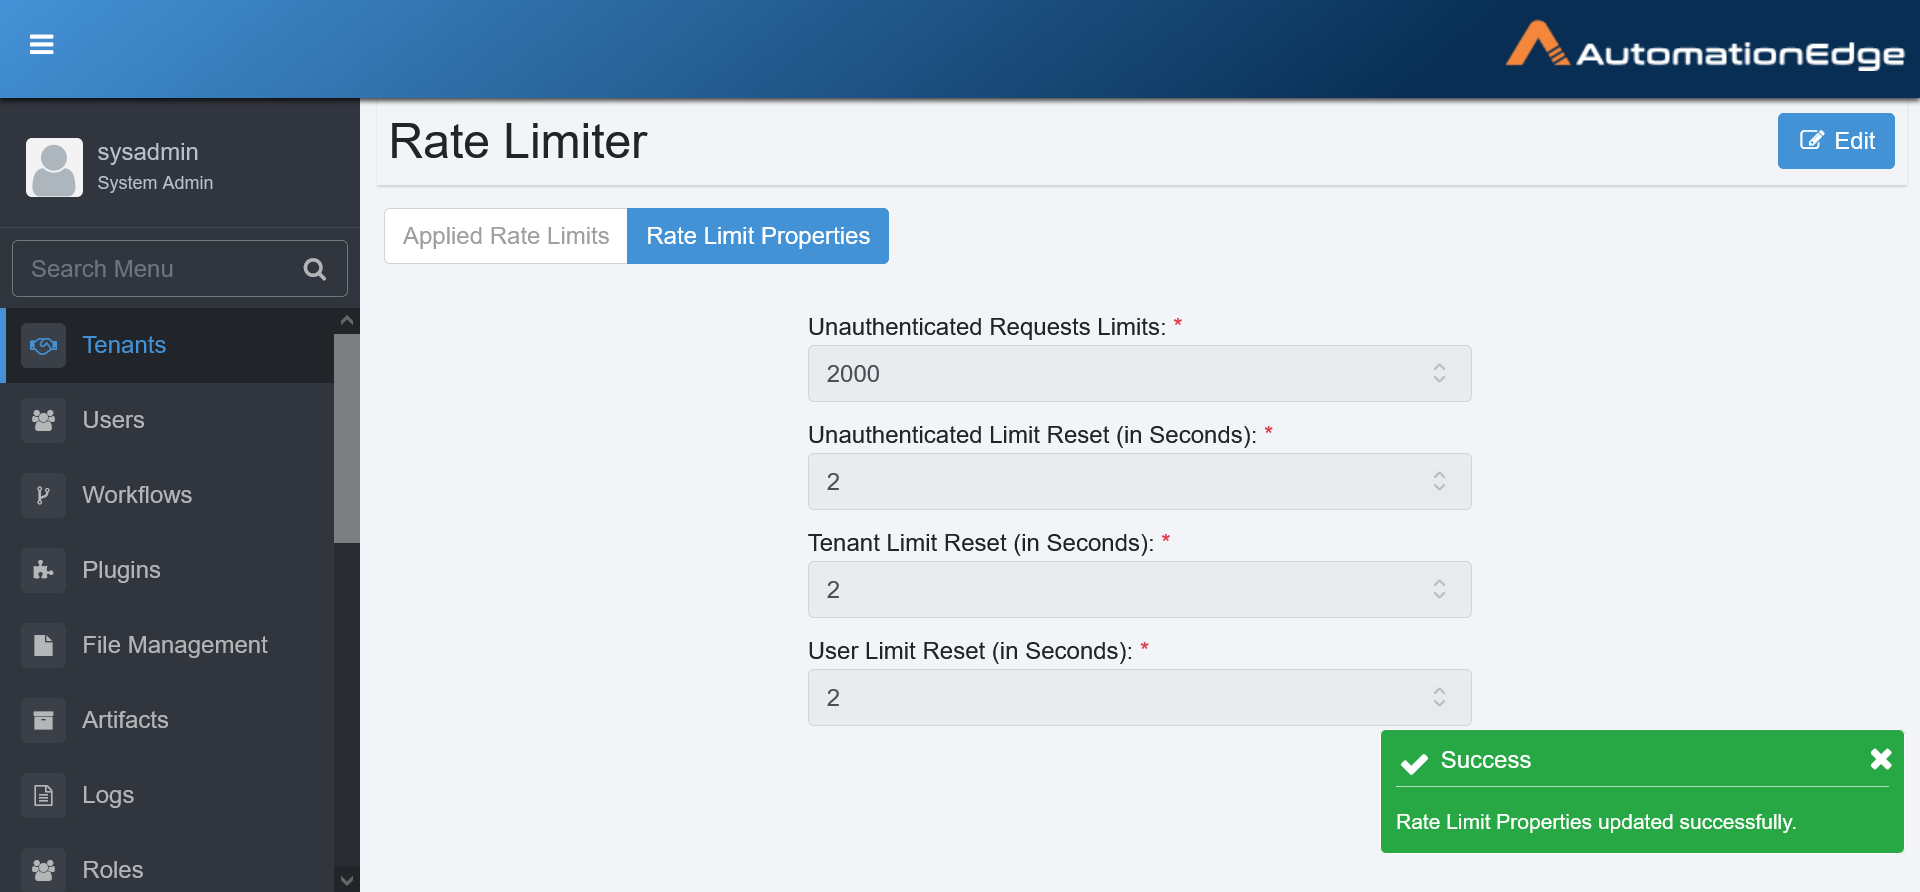 AutomationEdge
sysadmin
System Admin
Search Menu
Tenants
Users
Workflows
Plugins
File Management
Artifacts
Logs
Roles
Rate Limiter
Edit
Applied Rate Limits
Rate Limit Properties
Unauthenticated Requests Limits: *
2000
Unauthenticated Limit Reset (in Seconds): *
2
Tenant Limit Reset (in Seconds): *
2
User Limit Reset (in Seconds): *
2
Success
Rate Limit Properties updated successfully.